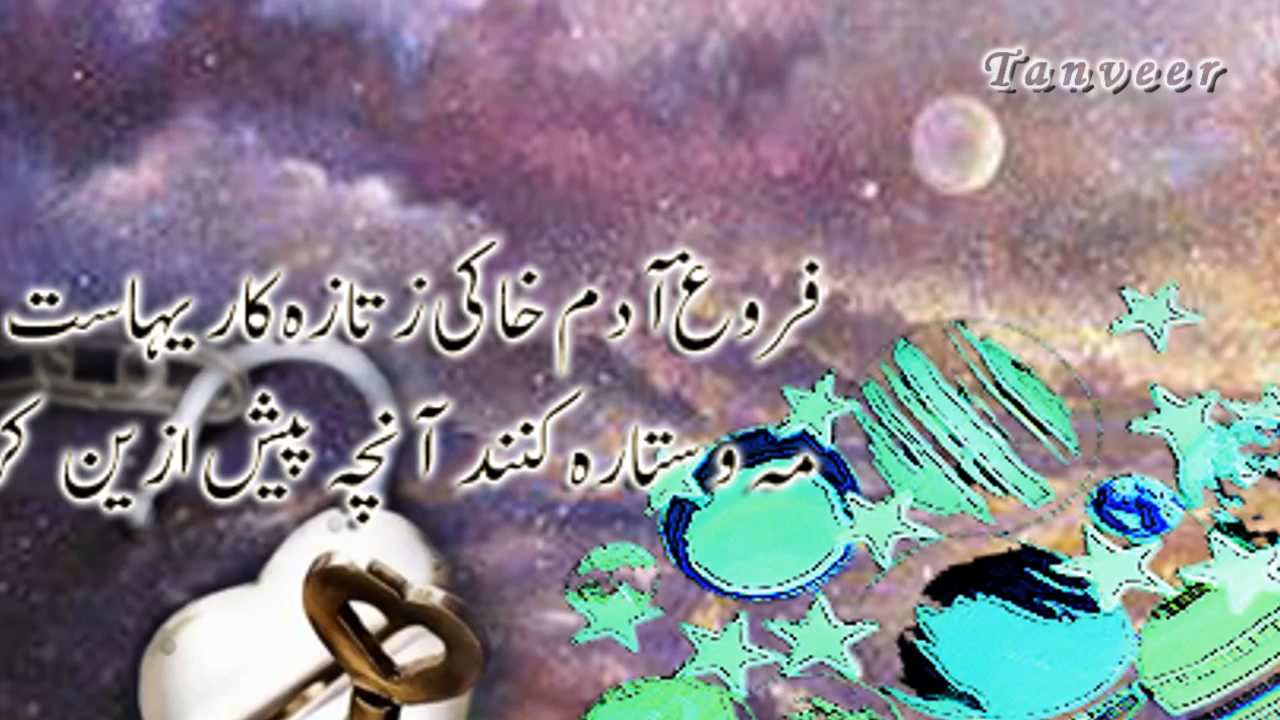 Tanveer
فروغ آدم خاکی ز تازہ کاریہاست
مہ و ستارہ کنند آنچہ پیش ازین